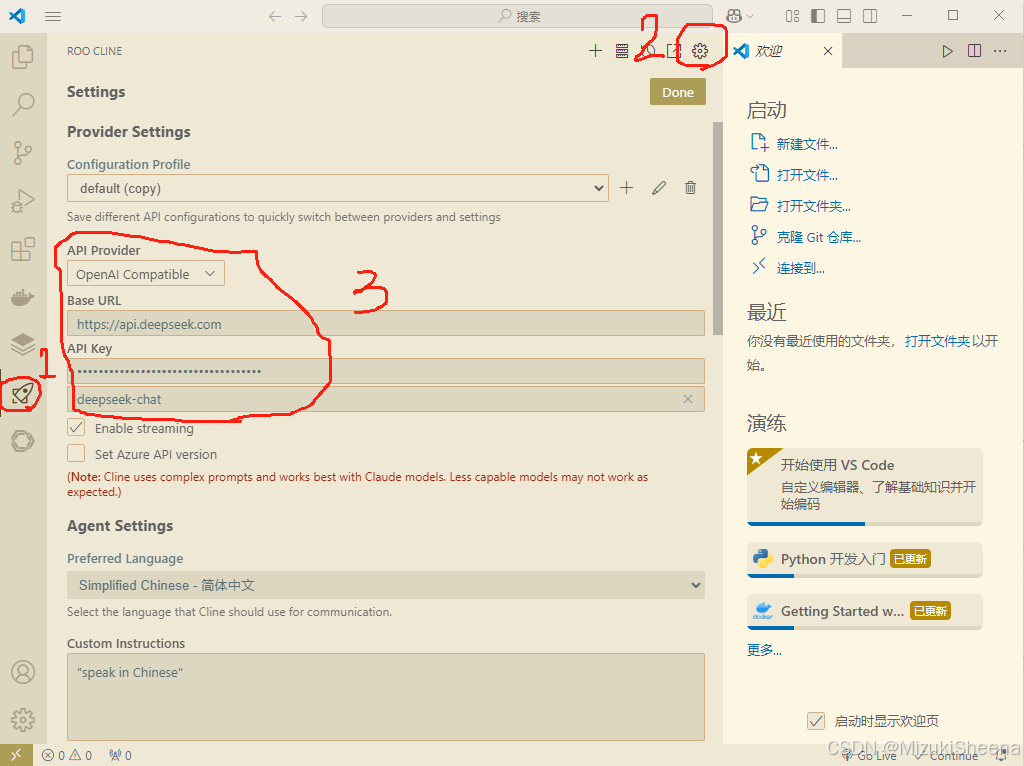 搜索
ROO CLINE
2
欢迎
Settings
Done
Provider Settings
Configuration Profile
default (copy)
Save different API configurations to quickly switch between providers and settings
API Provider
OpenAI Compatible
3
Base URL
https://api.deepseek.com
API Key
••••••••••••••••••••••••••••••••••••
1
deepseek-chat
Enable streaming
Set Azure API version
(Note: Cline uses complex prompts and works best with Claude models. Less capable models may not work as
expected.)
Agent Settings
Preferred Language
Simplified Chinese - 简体中文
Select the language that Cline should use for communication.
Custom Instructions
"speak in Chinese"
启动
新建文件...
打开文件...
打开文件夹...
克隆 Git 仓库...
连接到...
最近
你没有最近使用的文件夹，打开文件夹以开
始。
演练
开始使用 VS Code
自定义编辑器、了解基础知识并开
始编码
Python 开发入门 已更新
docker
Getting Started w... 已更新
更多...
启动时显示欢迎页
0 0 0
Go Live
Continue
CSDN @MizukiSheena